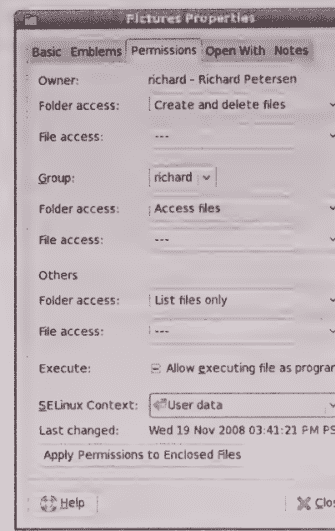 Pictures Properties
Basic Emblems Permissions Open With Notes
Owner: richard - Richard Petersen
Folder access: Create and delete files
File access: ---
Group: richard
Folder access: Access files
File access: ---
Others
Folder access: List files only
File access: ---
Execute: Allow executing file as program
SELinux Context: User data
Last changed: Wed 19 Nov 2008 03:41:21 PM PS
Apply Permissions to Enclosed Files
Help Clos